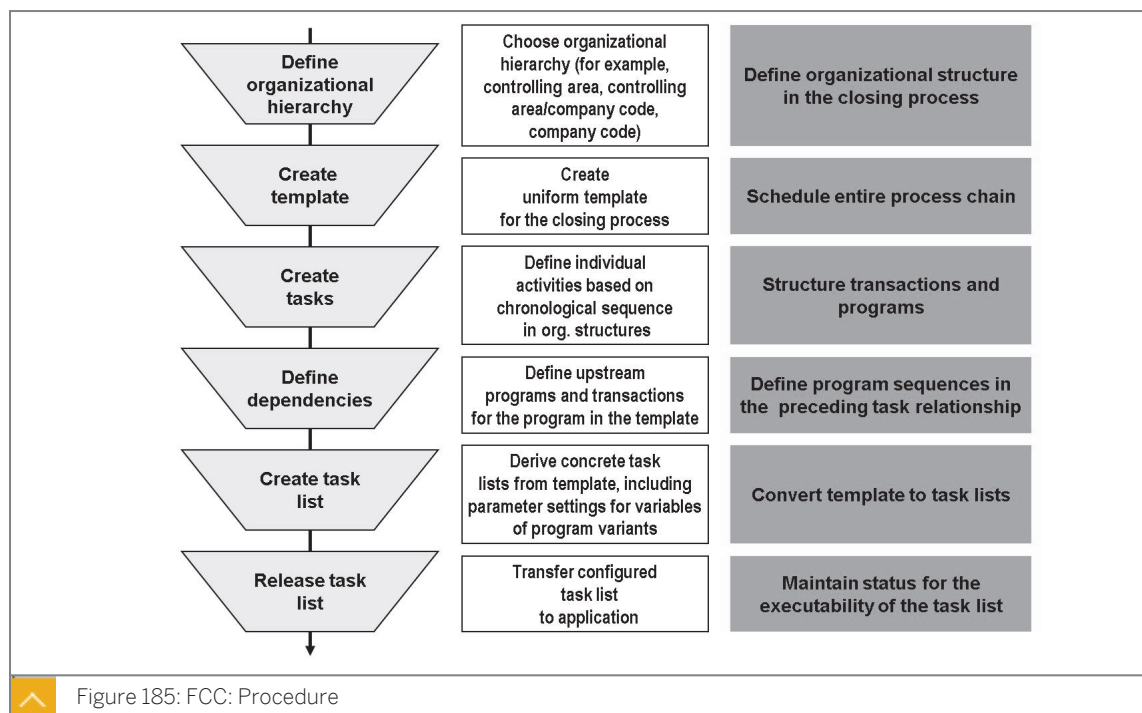 Define
organizational
hierarchy
Choose organizational
hierarchy (for example,
controlling area, controlling
area/company code,
company code)
Define organizational structure
in the closing process
Create
template
Create
uniform template
for the closing process
Schedule entire process chain
Create
tasks
Define individual
activities based on
chronological sequence
in org. structures
Structure transactions and
programs
Define
dependencies
Define upstream
programs and transactions
for the program in the template
Define program sequences in
the preceding task relationship
Create task
list
Derive concrete task
lists from template, including
parameter settings for variables
of program variants
Convert template to task lists
Release task
list
Transfer configured
task list
to application
Maintain status for the
executability of the task list
Figure 185: FCC: Procedure